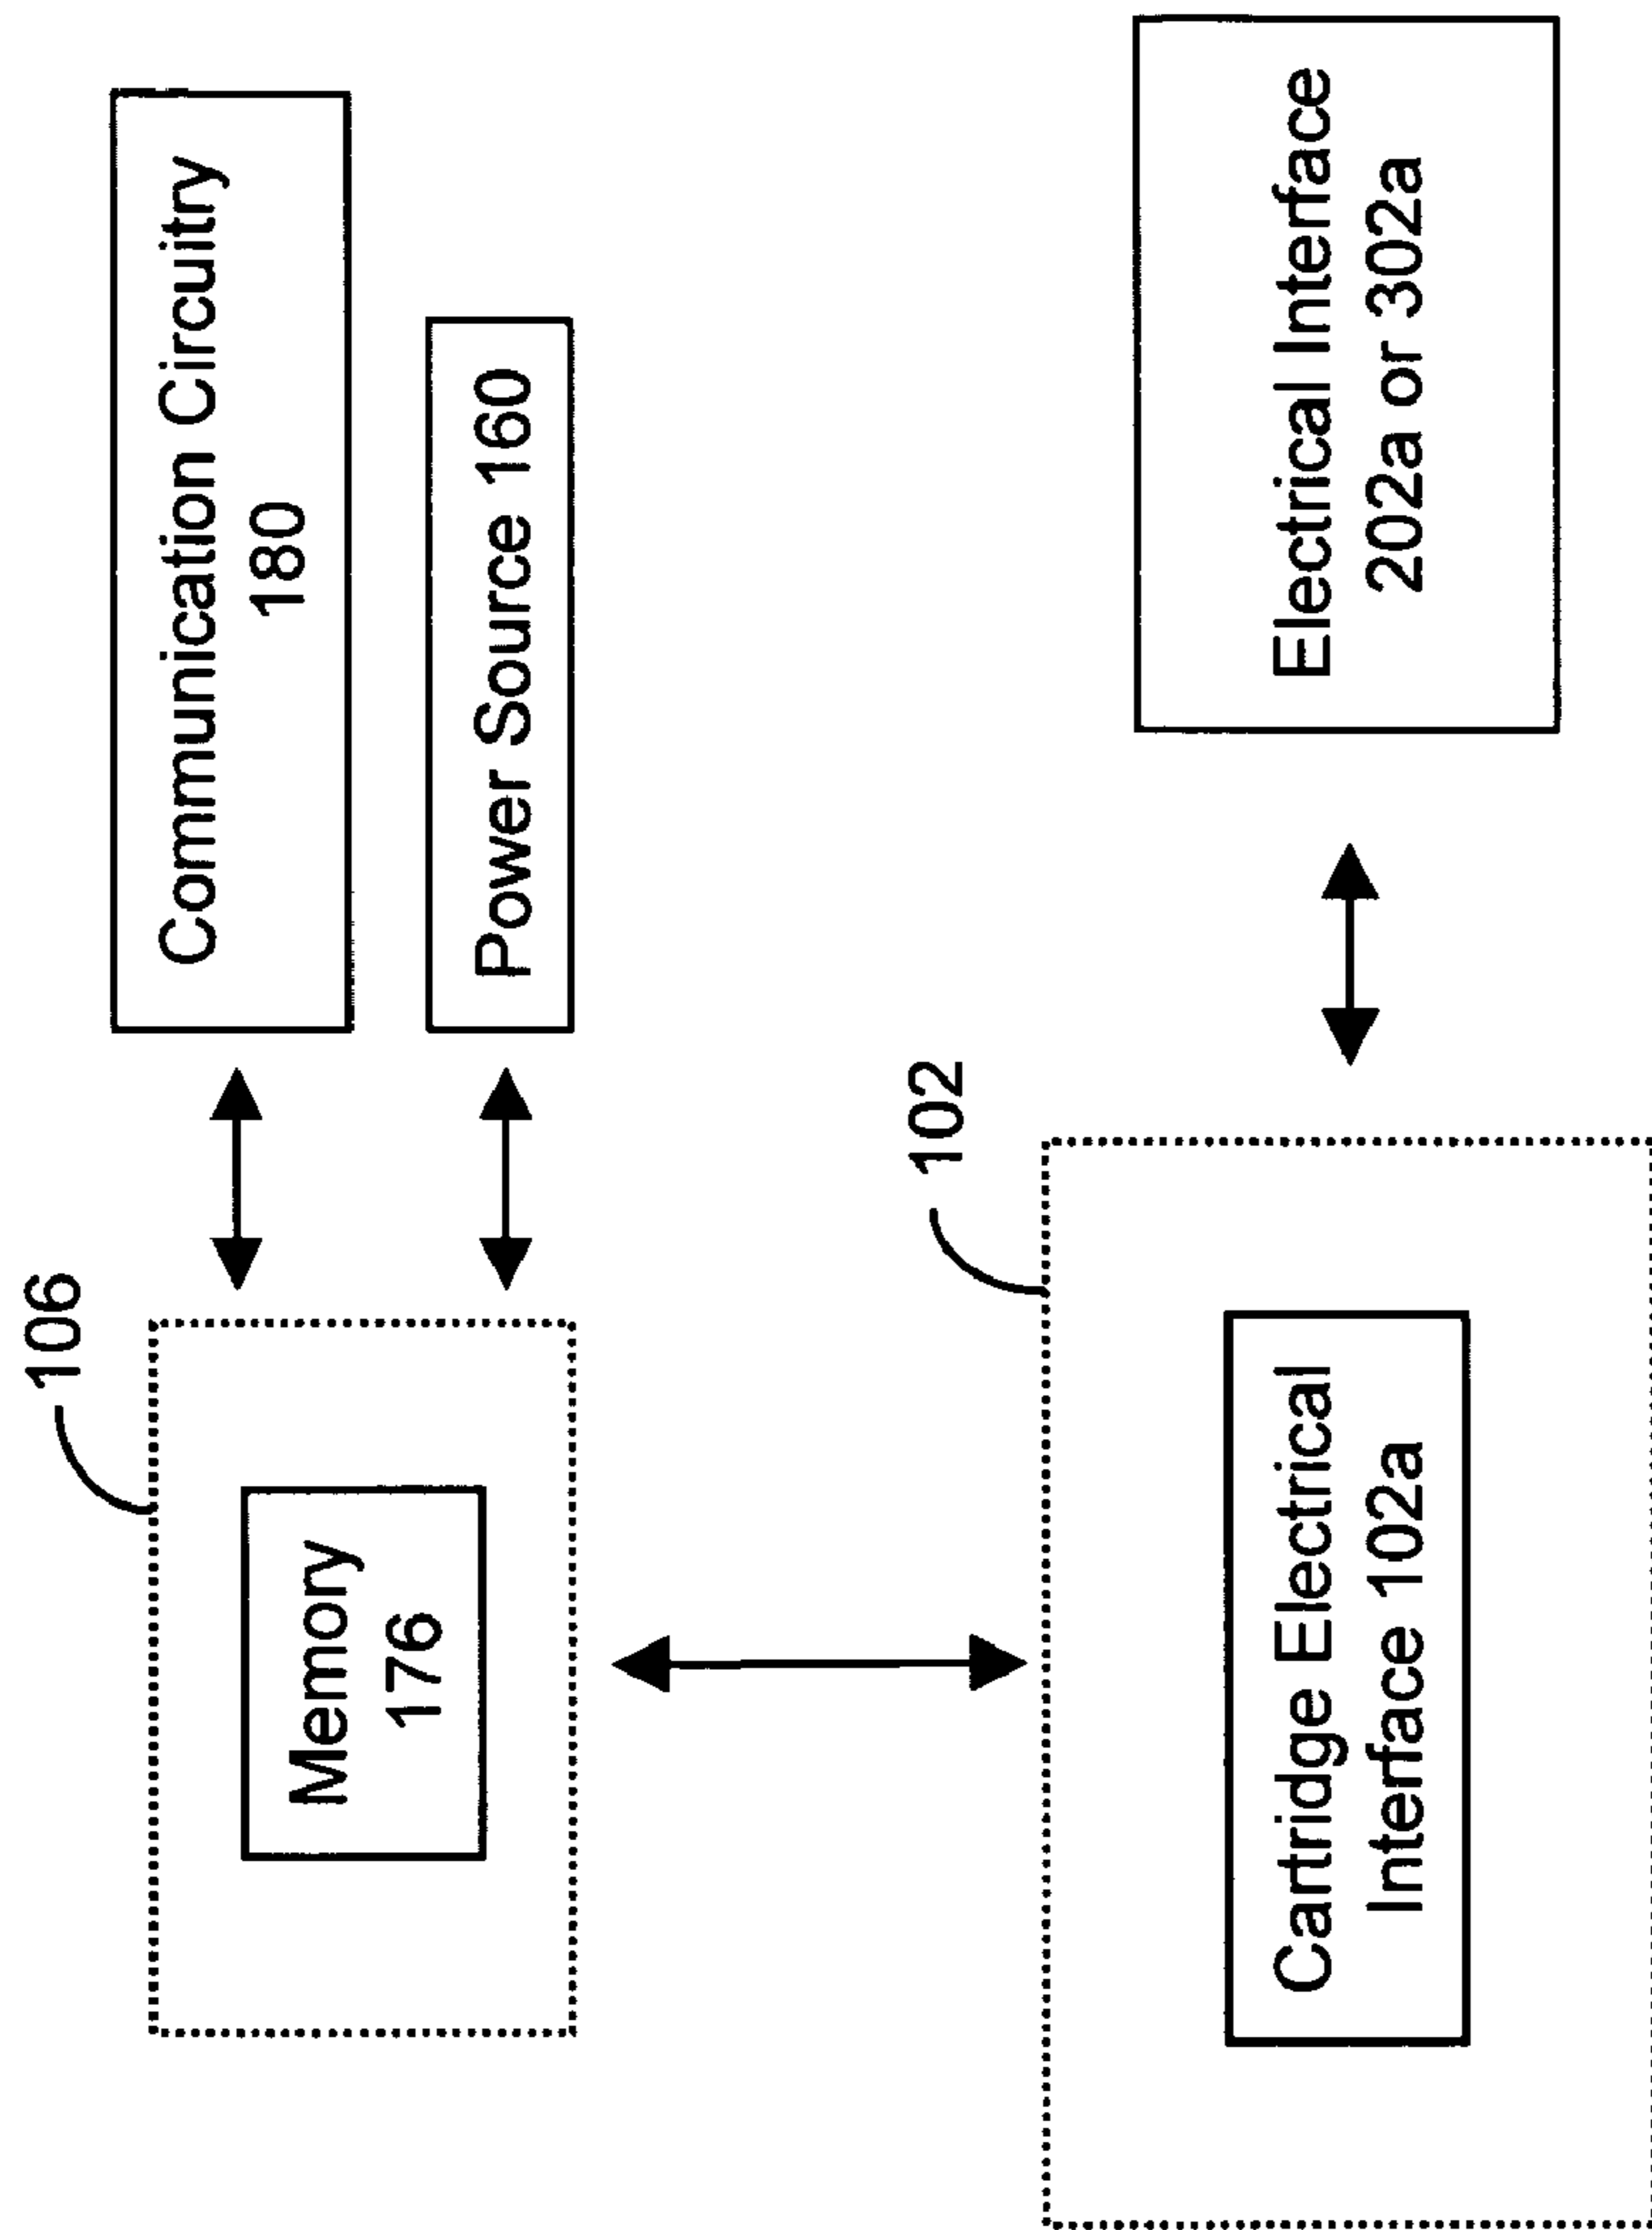 106
Memory
176
Communication Circuitry
180
Power Source 160
102
Cartridge Electrical
Interface 102a
Electrical Interface
202a or 302a